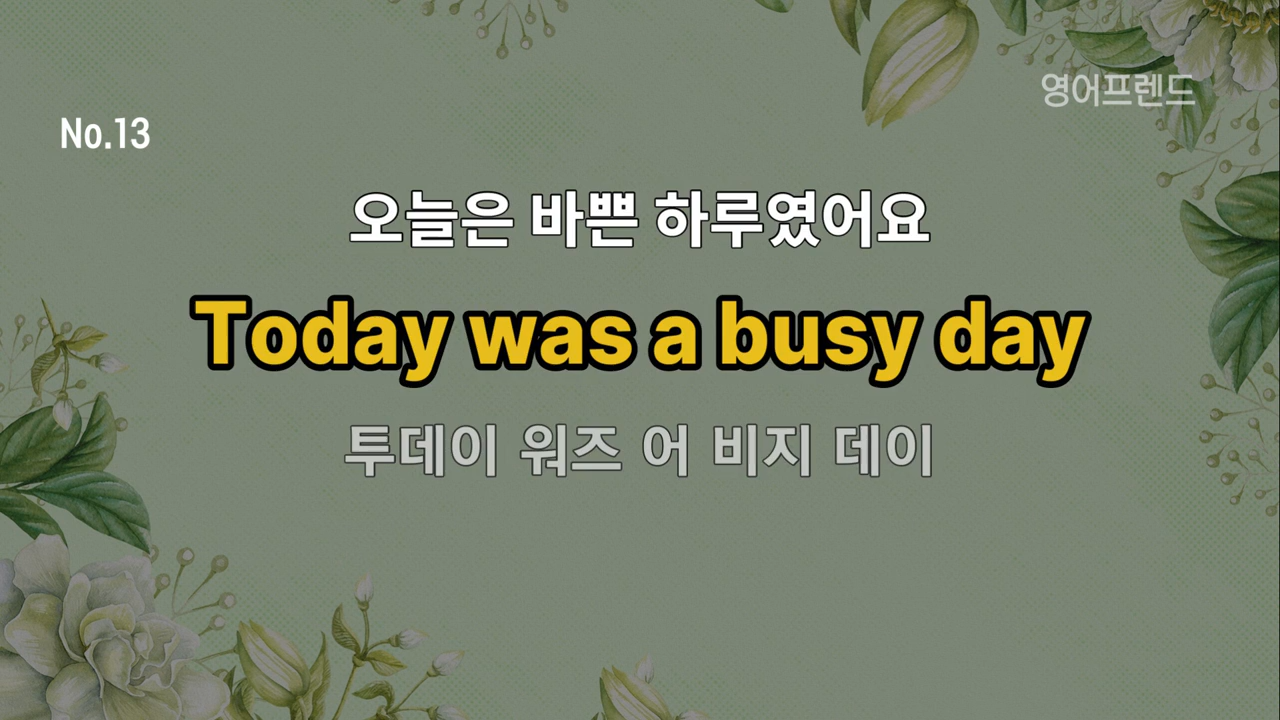 영어프렌드
No.13
오늘은 바쁜 하루였어요
Today was a busy day
투데이 워즈 어 비지 데이